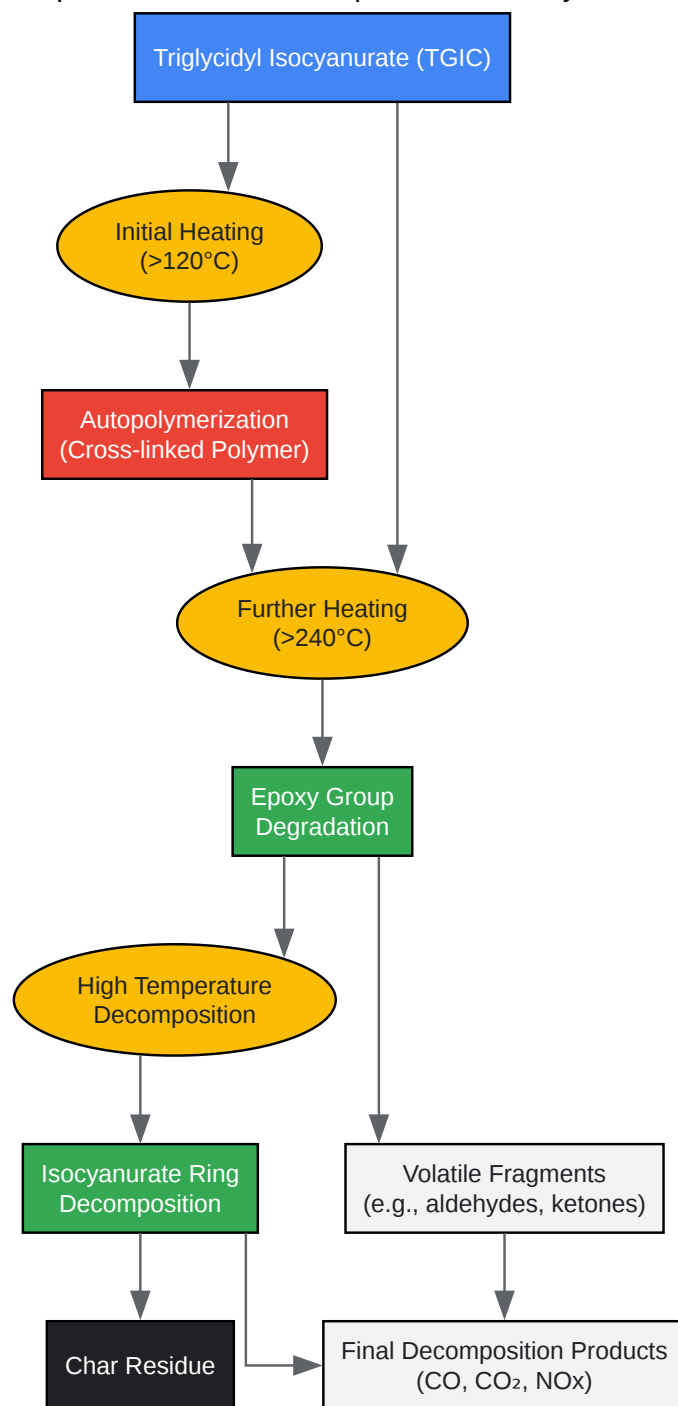 Triglycidyl Isocyanurate (TGIC)
Initial Heating
(>120°C)
Autopolymerization
(Cross-linked Polymer)
Further Heating
(>240°C)
Epoxy Group
Degradation
High Temperature
Decomposition
Isocyanurate Ring
Decomposition
Volatile Fragments
(e.g., aldehydes, ketones)
Char Residue
Final Decomposition Products
(CO, CO₂, NOx)